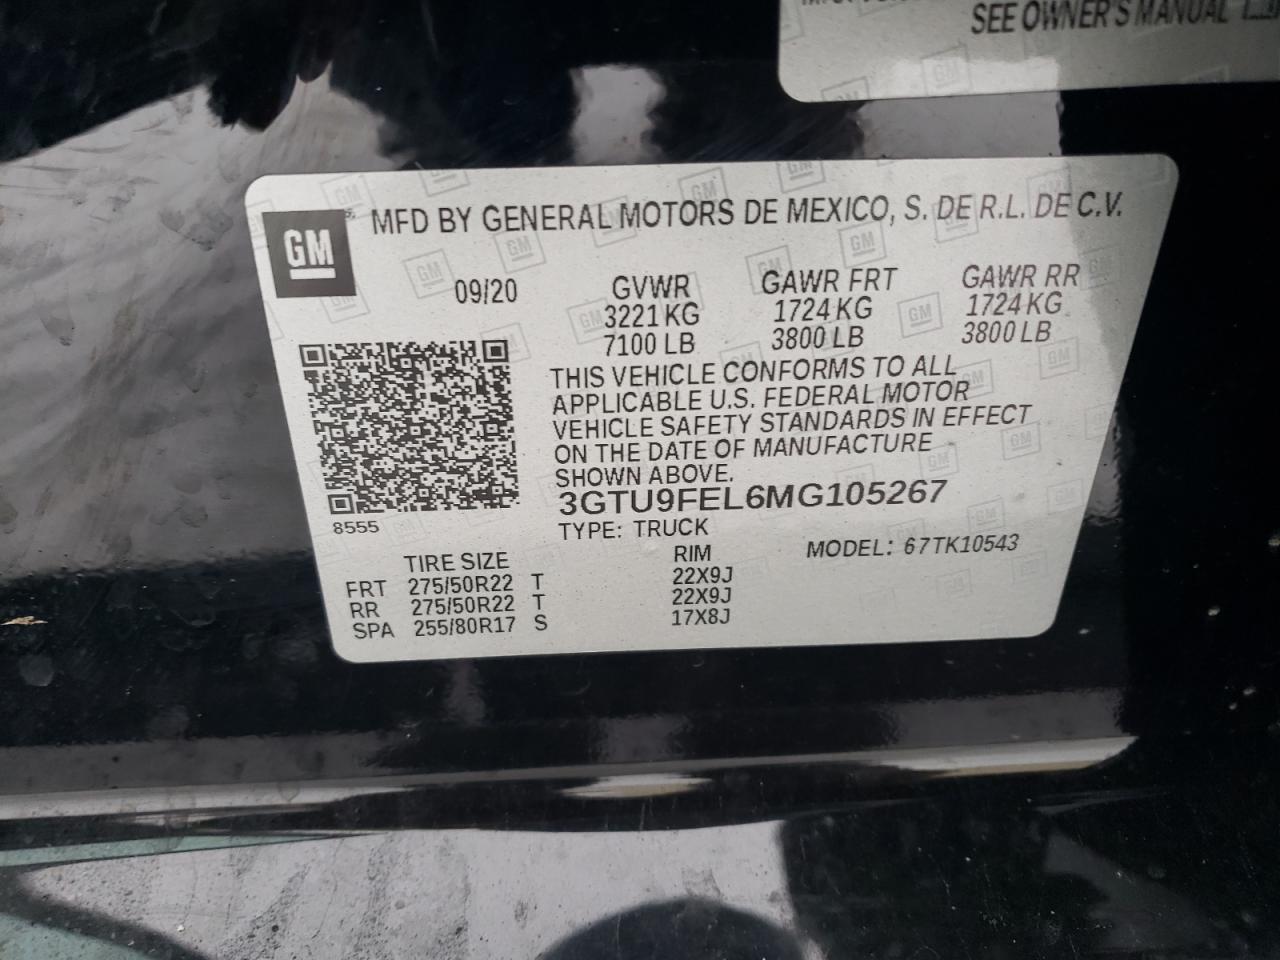 SEE OWNER'S MANUAL
GM
MFD BY GENERAL MOTORS DE MEXICO, S. DE R.L. DE C.V.
09/20
GVWR GAWR FRT GAWR RR
3221 KG 1724 KG 1724 KG
7100 LB 3800 LB 3800 LB
THIS VEHICLE CONFORMS TO ALL
APPLICABLE U.S. FEDERAL MOTOR
VEHICLE SAFETY STANDARDS IN EFFECT
ON THE DATE OF MANUFACTURE
SHOWN ABOVE.
3GTU9FEL6MG105267
8555
TYPE: TRUCK
MODEL: 67TK10543
TIRE SIZE RIM
FRT 275/50R22 T 22X9J
RR 275/50R22 T 22X9J
SPA 255/80R17 S 17X8J